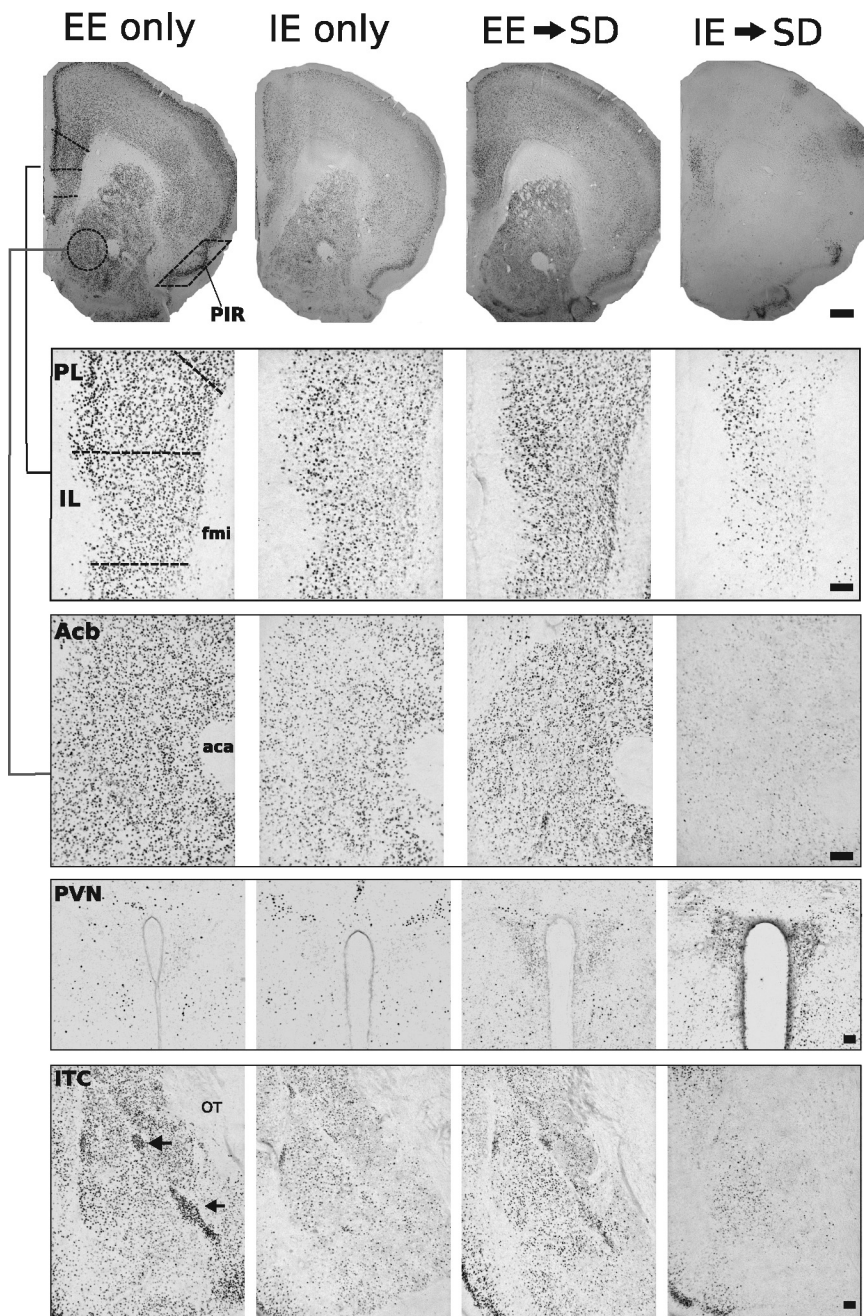 EE only IE only EE → SD IE → SD
PIR
PL
IL
fmi
Acb
aca
PVN
ITC
OT